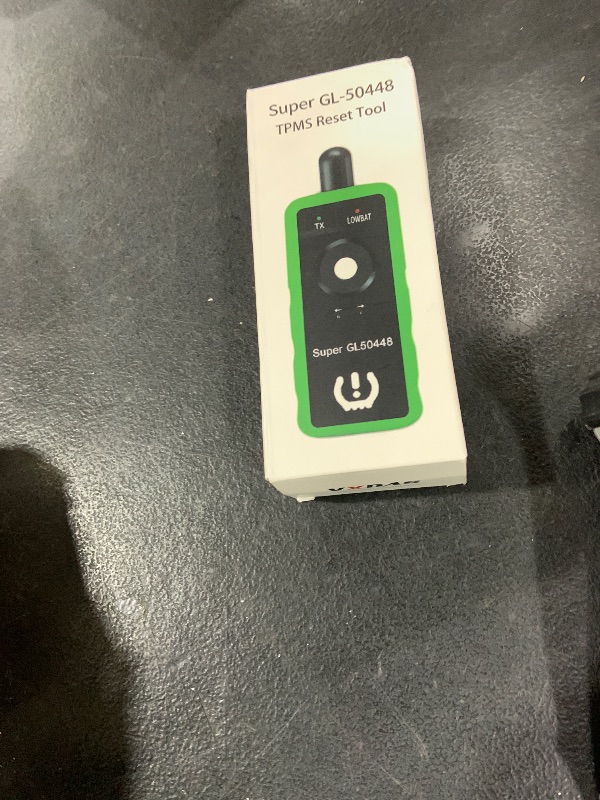 Super GL-50448
TPMS Reset Tool
TX
LOWBAT
Super GL50448